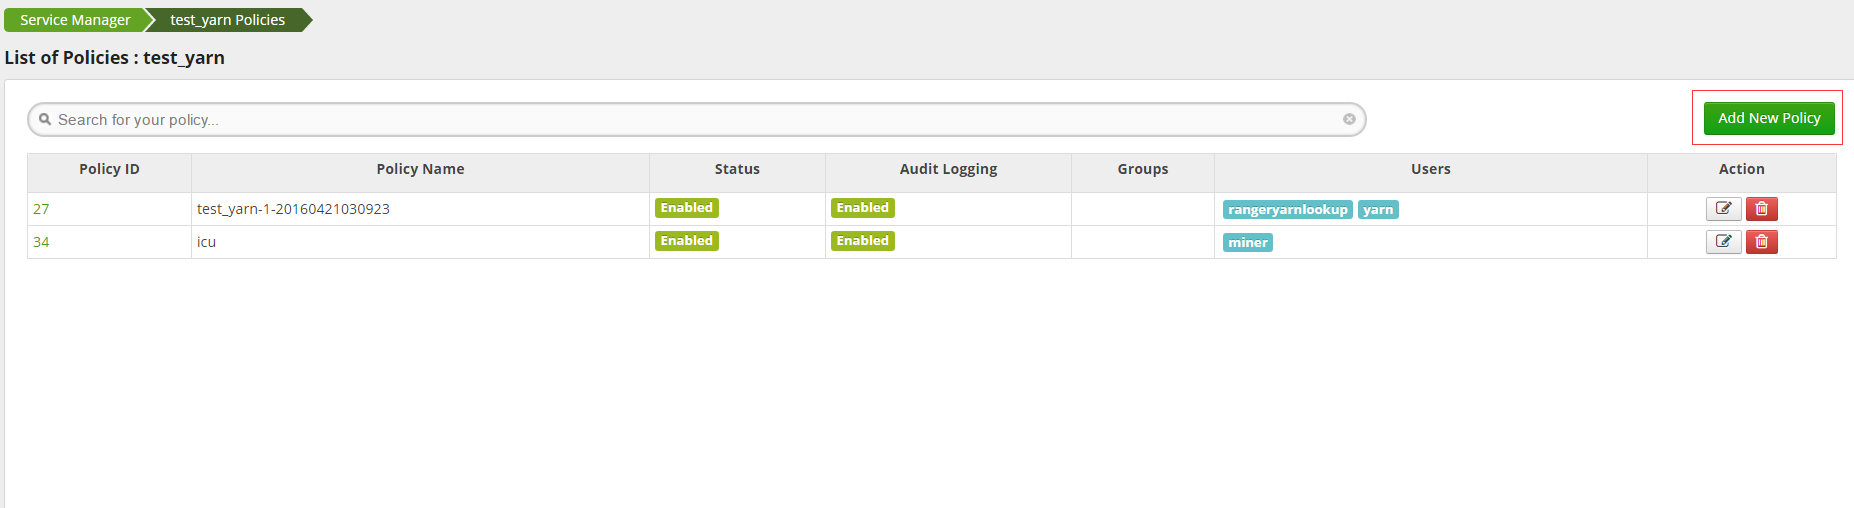 Service Manager test_yarn Policies
List of Policies : test_yarn
Search for your policy... Add New Policy
Policy ID Policy Name Status Audit Logging Groups Users Action
27 test_yarn-1-20160421030923 Enabled Enabled rangeryarnlookup yarn
34 icu Enabled Enabled miner